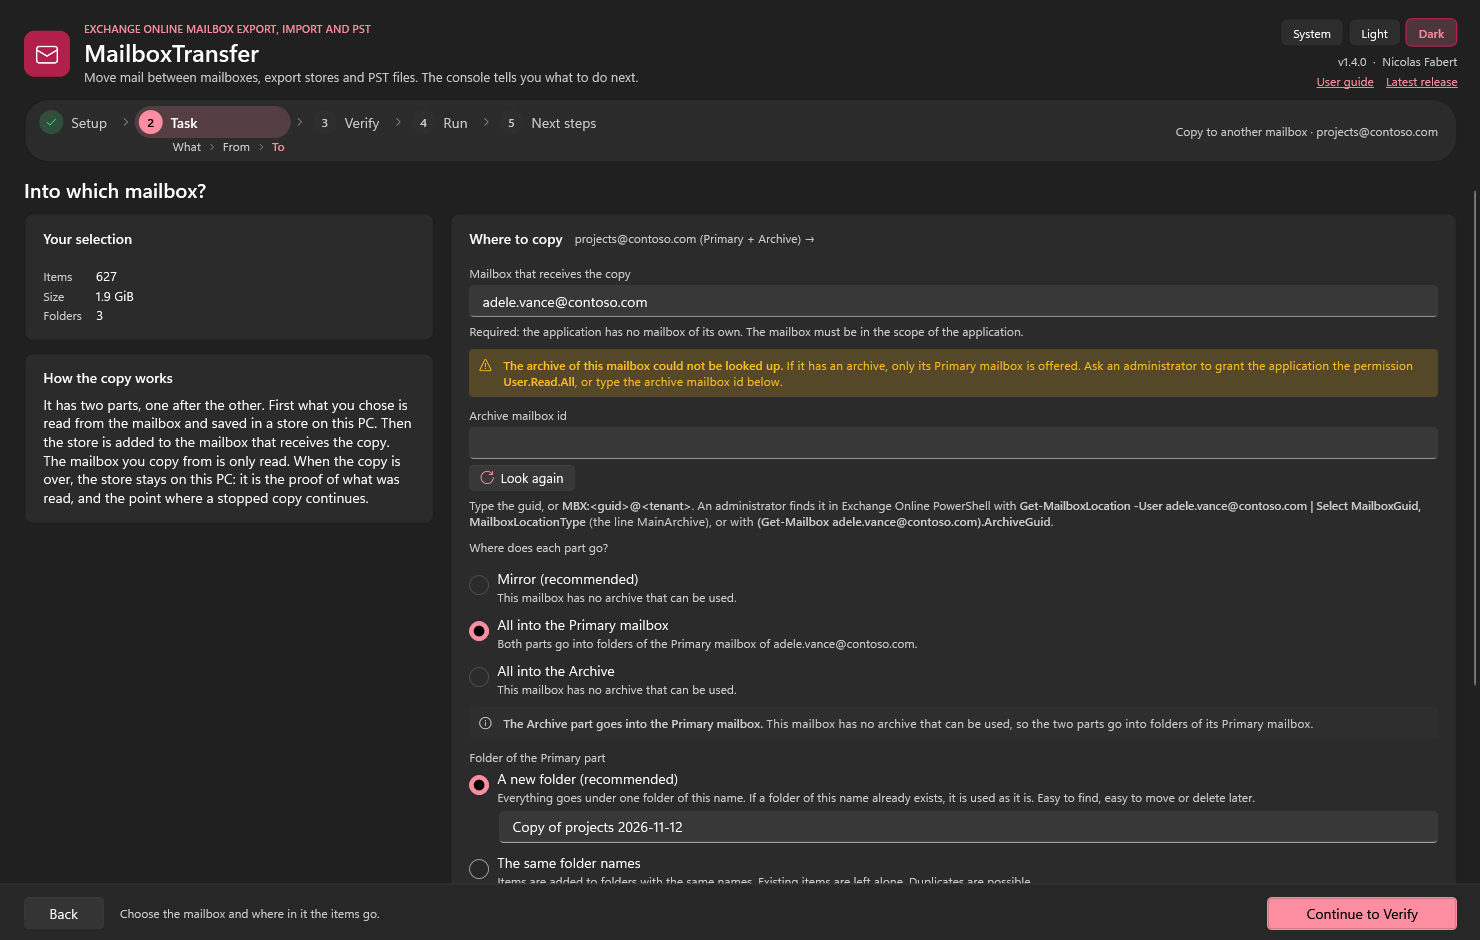 EXCHANGE ONLINE MAILBOX EXPORT, IMPORT AND PST
MailboxTransfer
Move mail between mailboxes, export stores and PST files. The console tells you what to do next.
System
Light
Dark
v1.4.0 · Nicolas Fabert
User guide
Latest release
Setup
2 Task
3 Verify
4 Run
5 Next steps
What
From
To
Copy to another mailbox · projects@contoso.com
Into which mailbox?
Your selection
Items 627
Size 1.9 GiB
Folders 3
How the copy works
It has two parts, one after the other. First what you chose is
read from the mailbox and saved in a store on this PC. Then
the store is added to the mailbox that receives the copy.
The mailbox you copy from is only read. When the copy is
over, the store stays on this PC: it is the proof of what was
read, and the point where a stopped copy continues.
Where to copy projects@contoso.com (Primary + Archive) →
Mailbox that receives the copy
adele.vance@contoso.com
Required: the application has no mailbox of its own. The mailbox must be in the scope of the application.
The archive of this mailbox could not be looked up. If it has an archive, only its Primary mailbox is offered. Ask an administrator to grant the application the permission
User.Read.All, or type the archive mailbox id below.
Archive mailbox id
Look again
Type the guid, or MBX:<guid>@<tenant>. An administrator finds it in Exchange Online PowerShell with Get-MailboxLocation -User adele.vance@contoso.com | Select MailboxGuid,
MailboxLocationType (the line MainArchive), or with (Get-Mailbox adele.vance@contoso.com).ArchiveGuid.
Where does each part go?
Mirror (recommended)
This mailbox has no archive that can be used.
All into the Primary mailbox
Both parts go into folders of the Primary mailbox of adele.vance@contoso.com.
All into the Archive
This mailbox has no archive that can be used.
The Archive part goes into the Primary mailbox. This mailbox has no archive that can be used, so the two parts go into folders of its Primary mailbox.
Folder of the Primary part
A new folder (recommended)
Everything goes under one folder of this name. If a folder of this name already exists, it is used as it is. Easy to find, easy to move or delete later.
Copy of projects 2026-11-12
The same folder names
Items are added to folders with the same names. Existing items are left alone. Duplicates are possible.
Back
Choose the mailbox and where in it the items go.
Continue to Verify